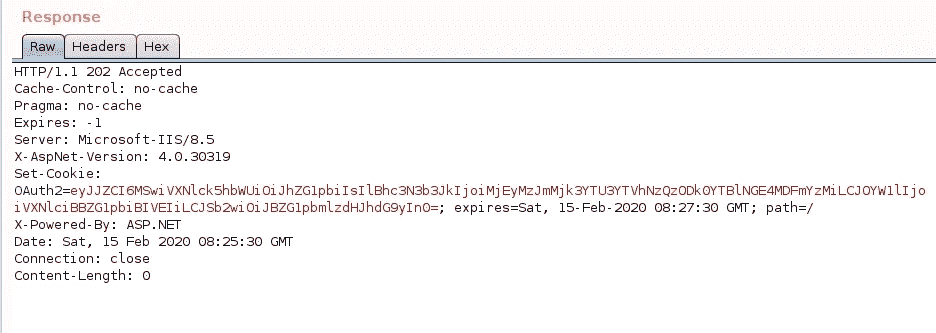 Response
Raw Headers Hex
HTTP/1.1 202 Accepted
Cache-Control: no-cache
Pragma: no-cache
Expires: -1
Server: Microsoft-IIS/8.5
X-AspNet-Version: 4.0.30319
Set-Cookie:
OAuth2=eyJJZCI6MSwiVXNlck5hbWUiOiJhZG1pbiIsIlBhc3N3b3JkIjoiMjEyMzJmMjk3YTU3YTVhNzQzODk0YTBlNGE4MDFmYzMiLCJOYW1lIjo
iVXNlciBBZG1pbiBIVEIiLCJSb2wiOiJBZG1pbmlzdHJhdG9yIn0=; expires=Sat, 15-Feb-2020 08:27:30 GMT; path=/
X-Powered-By: ASP.NET
Date: Sat, 15 Feb 2020 08:25:30 GMT
Connection: close
Content-Length: 0